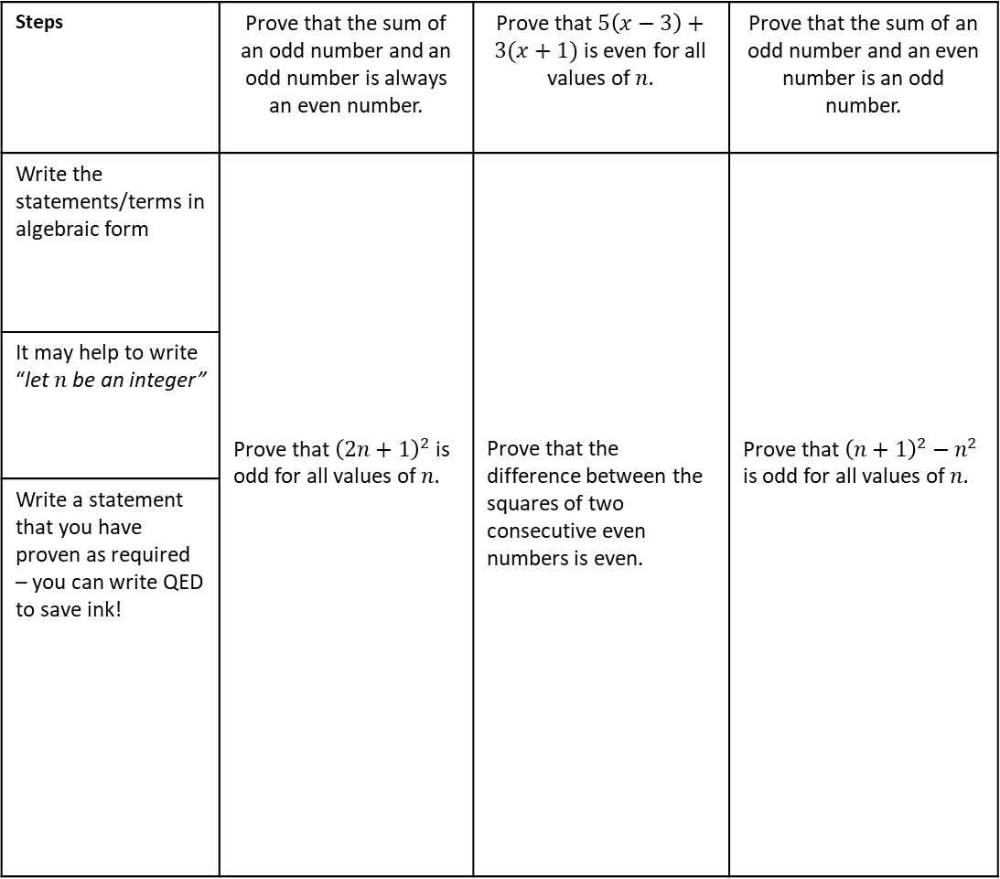 Steps
Prove that the sum of
an odd number and an
odd number is always
an even number.
Prove that 5(x − 3) +
3(x + 1) is even for all
values of n.
Prove that the sum of an
odd number and an even
number is an odd
number.
Write the
statements/terms in
algebraic form
It may help to write
“let n be an integer”
Write a statement
that you have
proven as required
– you can write QED
to save ink!
Prove that (2n + 1)² is
odd for all values of n.
Prove that the
difference between the
squares of two
consecutive even
numbers is even.
Prove that (n + 1)² − n²
is odd for all values of n.